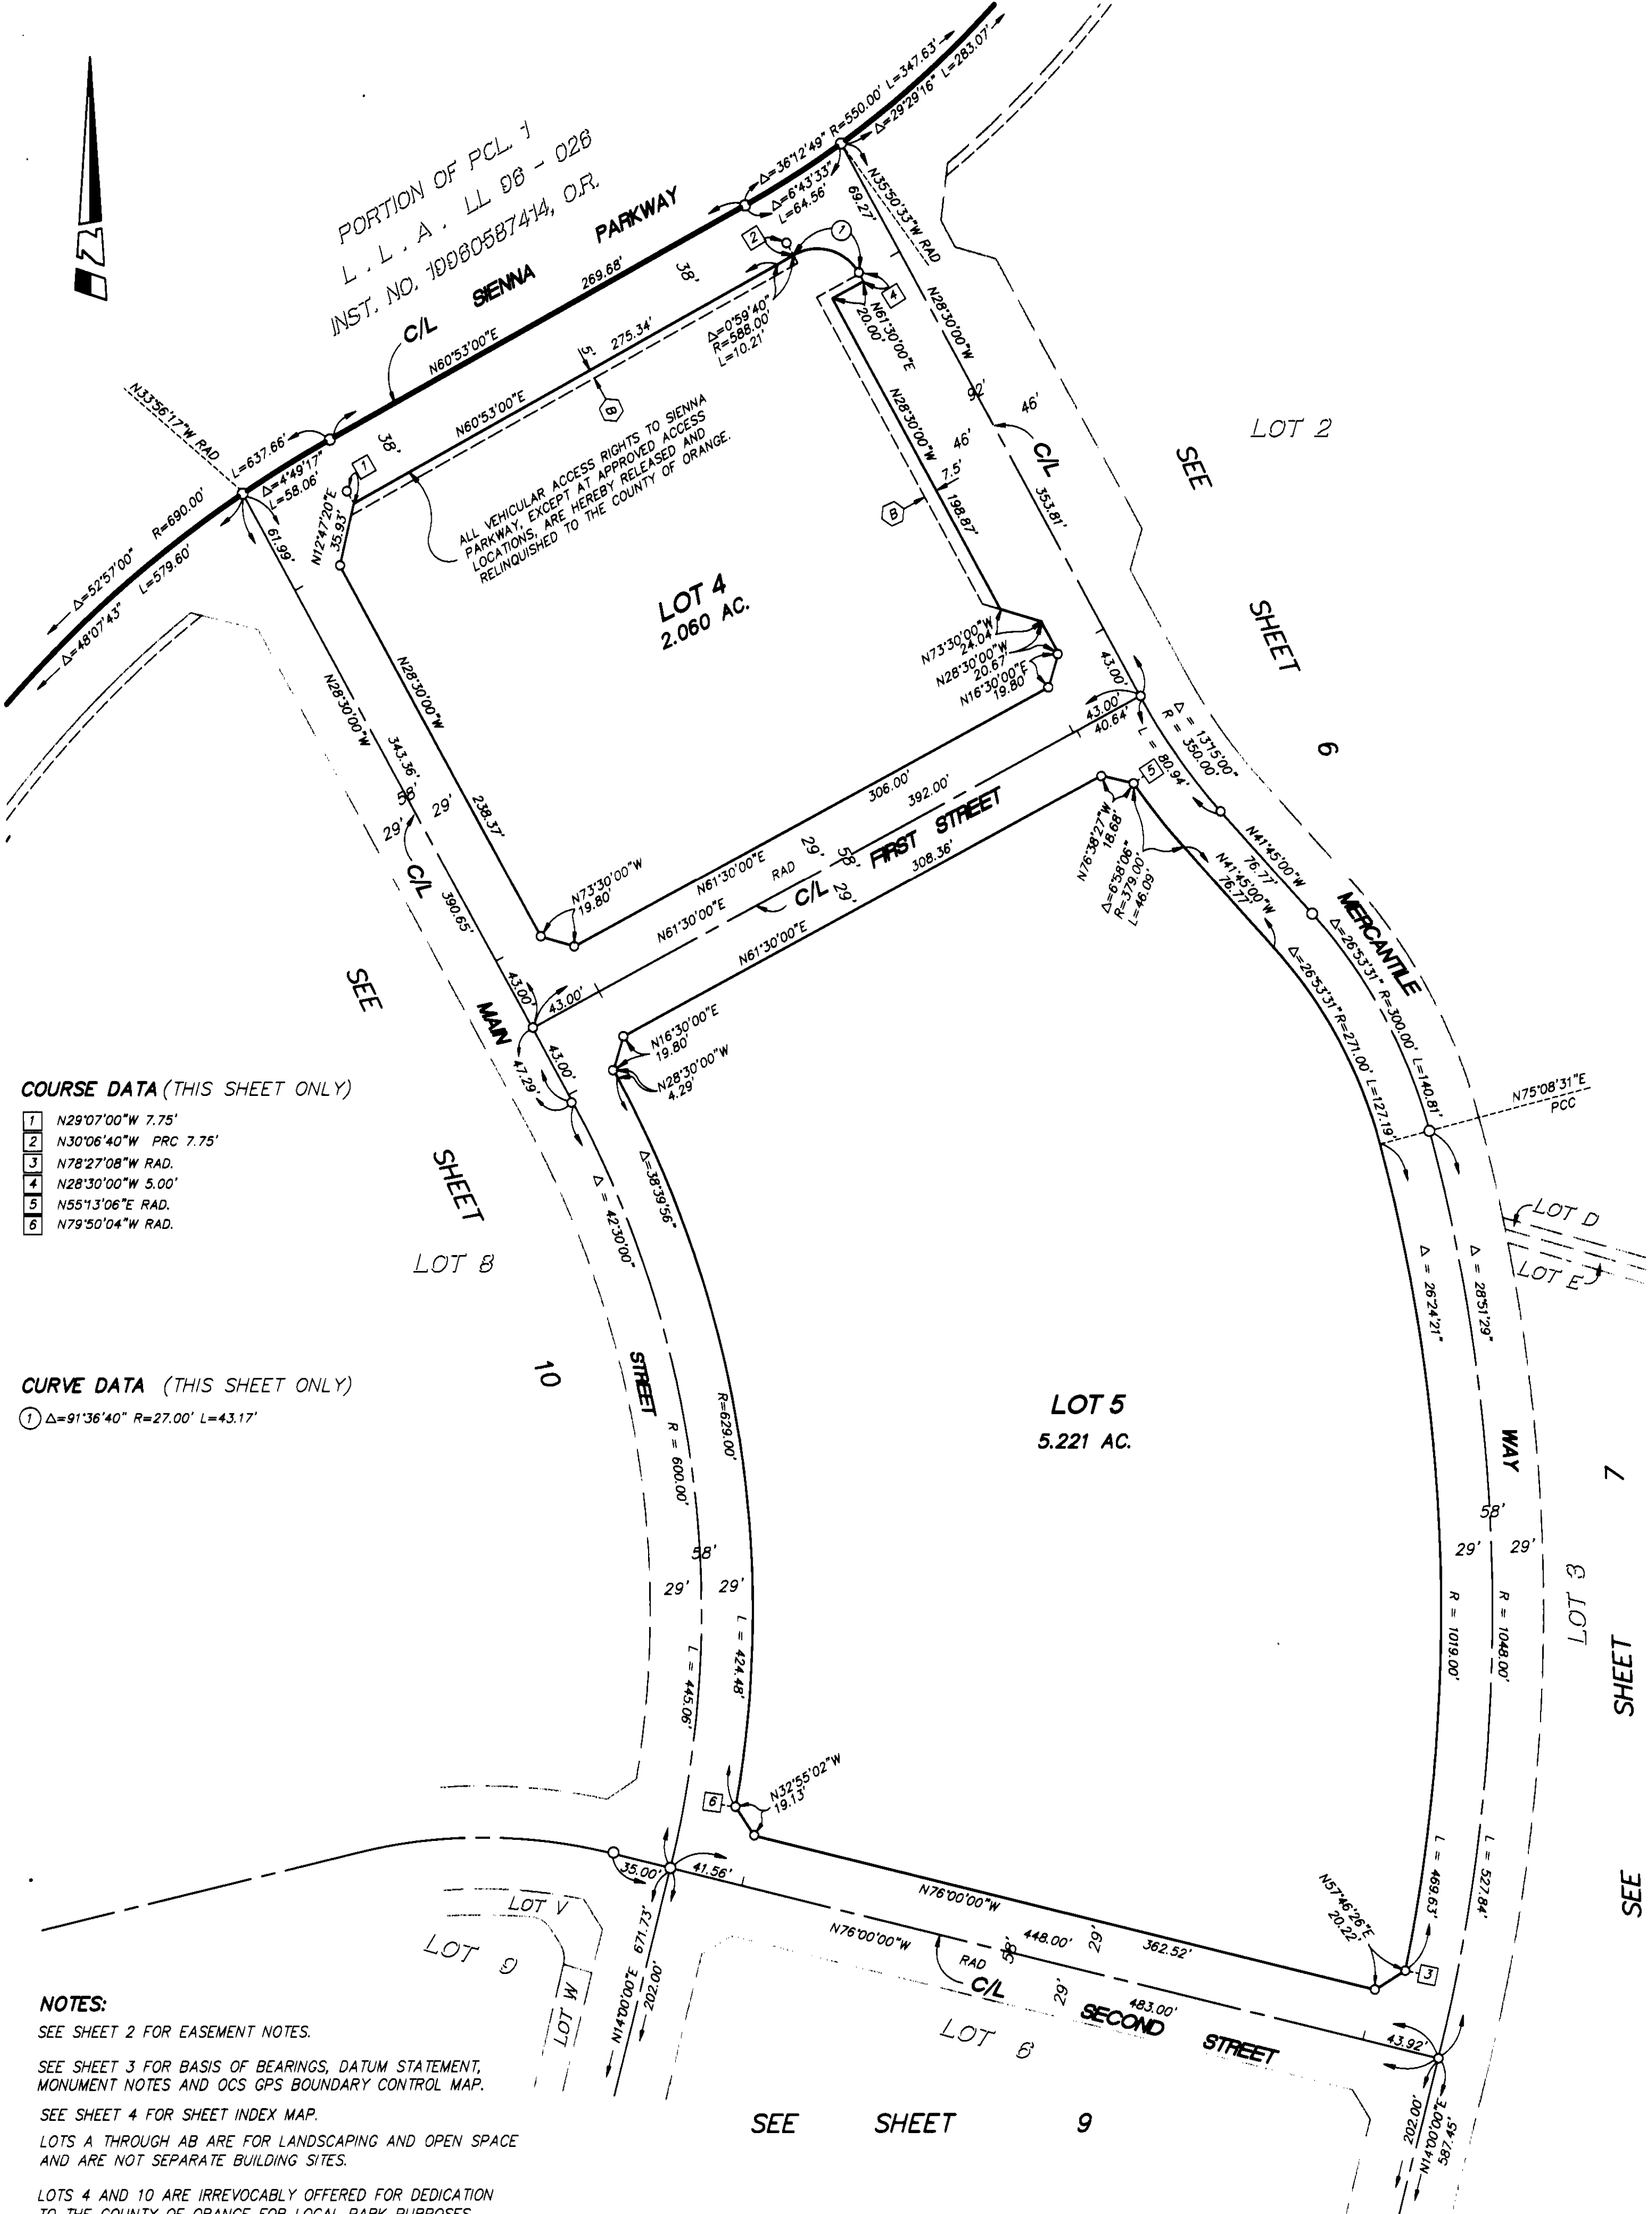 PORTION OF PCL. 1
L. L. A. LL 96 - 026
INST. NO. 19960587414, O.R.
SIENNA PARKWAY
C/L
N60°53'00"E
269.68'
38'
Δ=36°12'49" R=550.00' L=347.63'
Δ=29°29'16" L=283.07'
Δ=6°43'33"
L=64.56'
N35°50'33"W RAD
69.27'
2
1
4
N61°30'00"E
20.00'
N60°53'00"E
275.34'
5'
B
Δ=0°59'40"
R=588.00'
L=10.21'
N33°56'17"W RAD
L=637.66'
Δ=4°49'17"
L=58.06'
R=690.00'
Δ=52°57'00"
Δ=48°07'43"
L=579.60'
61.99'
N12°47'20"E
35.93'
1
38'
ALL VEHICULAR ACCESS RIGHTS TO SIENNA
PARKWAY, EXCEPT AT APPROVED ACCESS
LOCATIONS, ARE HEREBY RELEASED AND
RELINQUISHED TO THE COUNTY OF ORANGE.
N28°30'00"W
92'
46'
46'
C/L
353.81'
N28°30'00"W
7.5'
198.87'
B
LOT 2
SEE
SHEET
6
LOT 4
2.060 AC.
N73°30'00"W
24.04'
N28°30'00"W
20.67'
N16°30'00"E
19.80'
43.00'
43.00'
40.64'
N28°30'00"W
238.37'
N28°30'00"W
343.36'
58'
29'
29'
C/L
390.65'
N73°30'00"W
19.80'
306.00'
392.00'
N61°30'00"E
RAD
29'
58'
29'
FIRST STREET
C/L
N61°30'00"E
308.36'
N61°30'00"E
Δ = 13°15'00"
R = 350.00'
L = 80.94'
5
N76°38'27"W
18.68'
Δ=6°58'06"
R=379.00'
L=46.09'
N41°45'00"W
76.77'
N41°45'00"W
76.77'
MERCANTILE
Δ=26°53'31" R=300.00' L=140.81'
Δ=26°53'31" R=271.00' L=127.19'
N75°08'31"E
PCC
SEE
MAIN
43.00'
43.00'
43.00'
47.29'
N16°30'00"E
19.80'
N28°30'00"W
4.29'
COURSE DATA (THIS SHEET ONLY)
1 N29°07'00"W 7.75'
2 N30°06'40"W PRC 7.75'
3 N78°27'08"W RAD.
4 N28°30'00"W 5.00'
5 N55°13'06"E RAD.
6 N79°50'04"W RAD.
SHEET
LOT 8
10
Δ=38°39'56"
Δ = 42°30'00"
STREET
R=629.00'
R = 600.00'
58'
29'
29'
L = 424.48'
L = 445.06'
CURVE DATA (THIS SHEET ONLY)
1 Δ=91°36'40" R=27.00' L=43.17'
LOT D
LOT E
Δ = 26°24'21"
Δ = 28°51'29"
LOT 5
5.221 AC.
WAY
7
58'
29'
29'
R = 1019.00'
R = 1048.00'
LOT 3
SHEET
SEE
L = 469.63'
L = 527.84'
6
N32°55'02"W
19.13'
35.00'
41.56'
LOT V
LOT 9
LOT W
N14°00'00"E 671.73'
202.00'
N76°00'00"W
362.52'
N76°00'00"W
448.00'
RAD
58'
29'
29'
C/L
483.00'
SECOND STREET
LOT 6
N57°46'26"E
20.22'
3
43.92'
202.00'
N14°00'00"E
587.45'
SEE SHEET 9
NOTES:
SEE SHEET 2 FOR EASEMENT NOTES.
SEE SHEET 3 FOR BASIS OF BEARINGS, DATUM STATEMENT,
MONUMENT NOTES AND OCS GPS BOUNDARY CONTROL MAP.
SEE SHEET 4 FOR SHEET INDEX MAP.
LOTS A THROUGH AB ARE FOR LANDSCAPING AND OPEN SPACE
AND ARE NOT SEPARATE BUILDING SITES.
LOTS 4 AND 10 ARE IRREVOCABLY OFFERED FOR DEDICATION
TO THE COUNTY OF ORANGE FOR LOCAL PARK PURPOSES